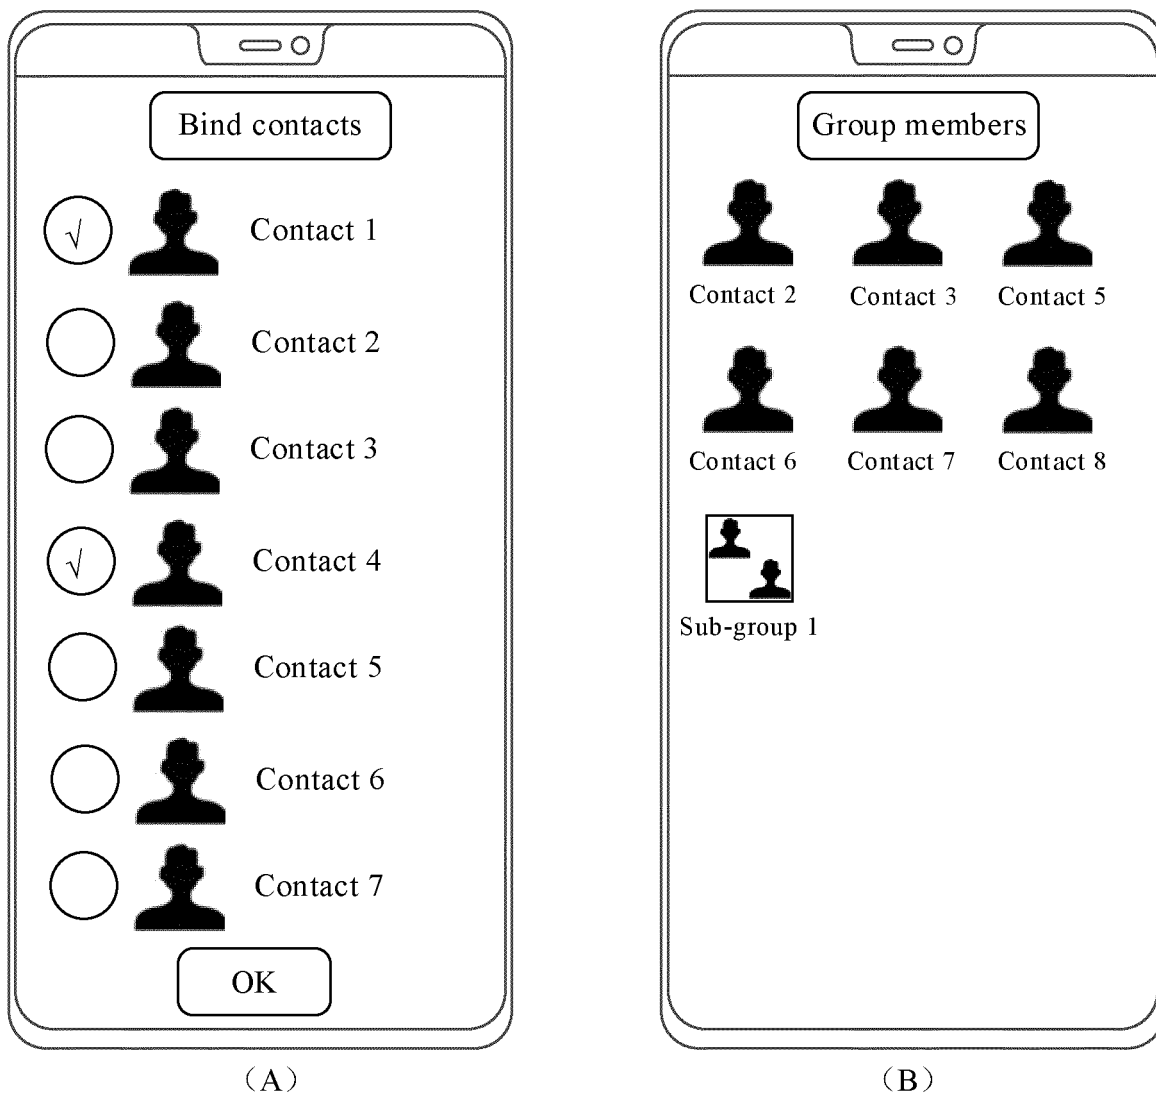 Bind contacts
√ Contact 1
Contact 2
Contact 3
√ Contact 4
Contact 5
Contact 6
Contact 7
OK
（A）
Group members
Contact 2 Contact 3 Contact 5
Contact 6 Contact 7 Contact 8
Sub-group 1
（B）